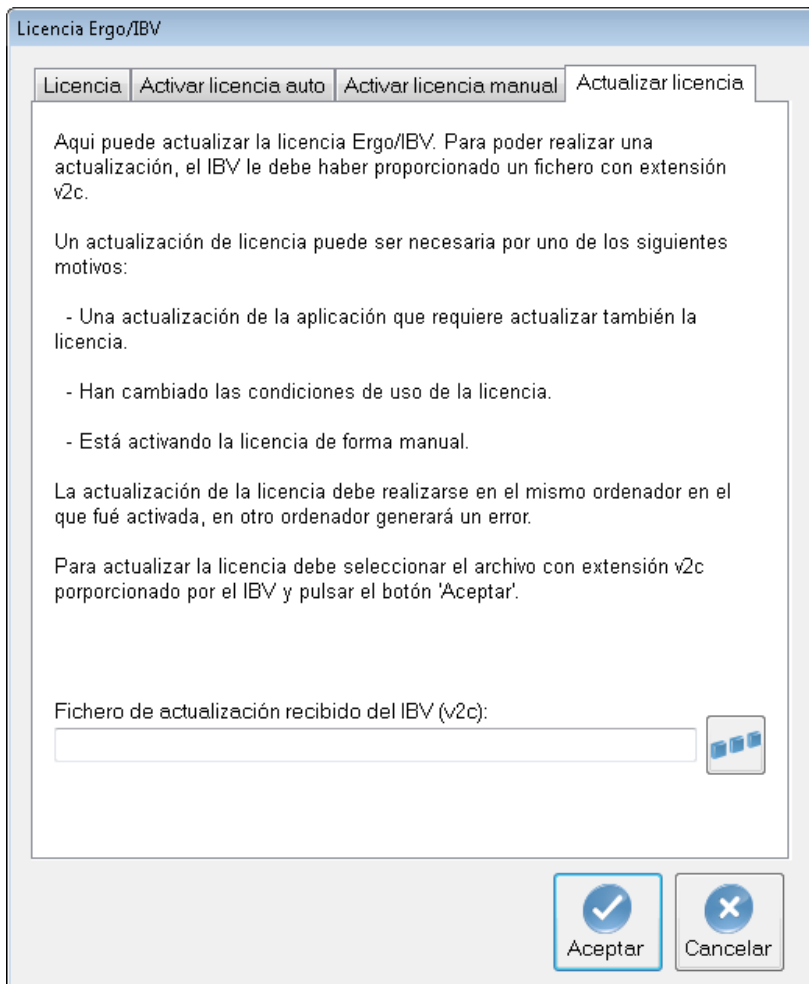 Licencia Ergo/IBV
Licencia
Activar licencia auto
Activar licencia manual
Actualizar licencia
Aqui puede actualizar la licencia Ergo/IBV. Para poder realizar una
actualización, el IBV le debe haber proporcionado un fichero con extensión
v2c.
Un actualización de licencia puede ser necesaria por uno de los siguientes
motivos:
- Una actualización de la aplicación que requiere actualizar también la
licencia.
- Han cambiado las condiciones de uso de la licencia.
- Está activando la licencia de forma manual.
La actualización de la licencia debe realizarse en el mismo ordenador en el
que fué activada, en otro ordenador generará un error.
Para actualizar la licencia debe seleccionar el archivo con extensión v2c
porporcionado por el IBV y pulsar el botón 'Aceptar'.
Fichero de actualización recibido del IBV (v2c):
Aceptar
Cancelar